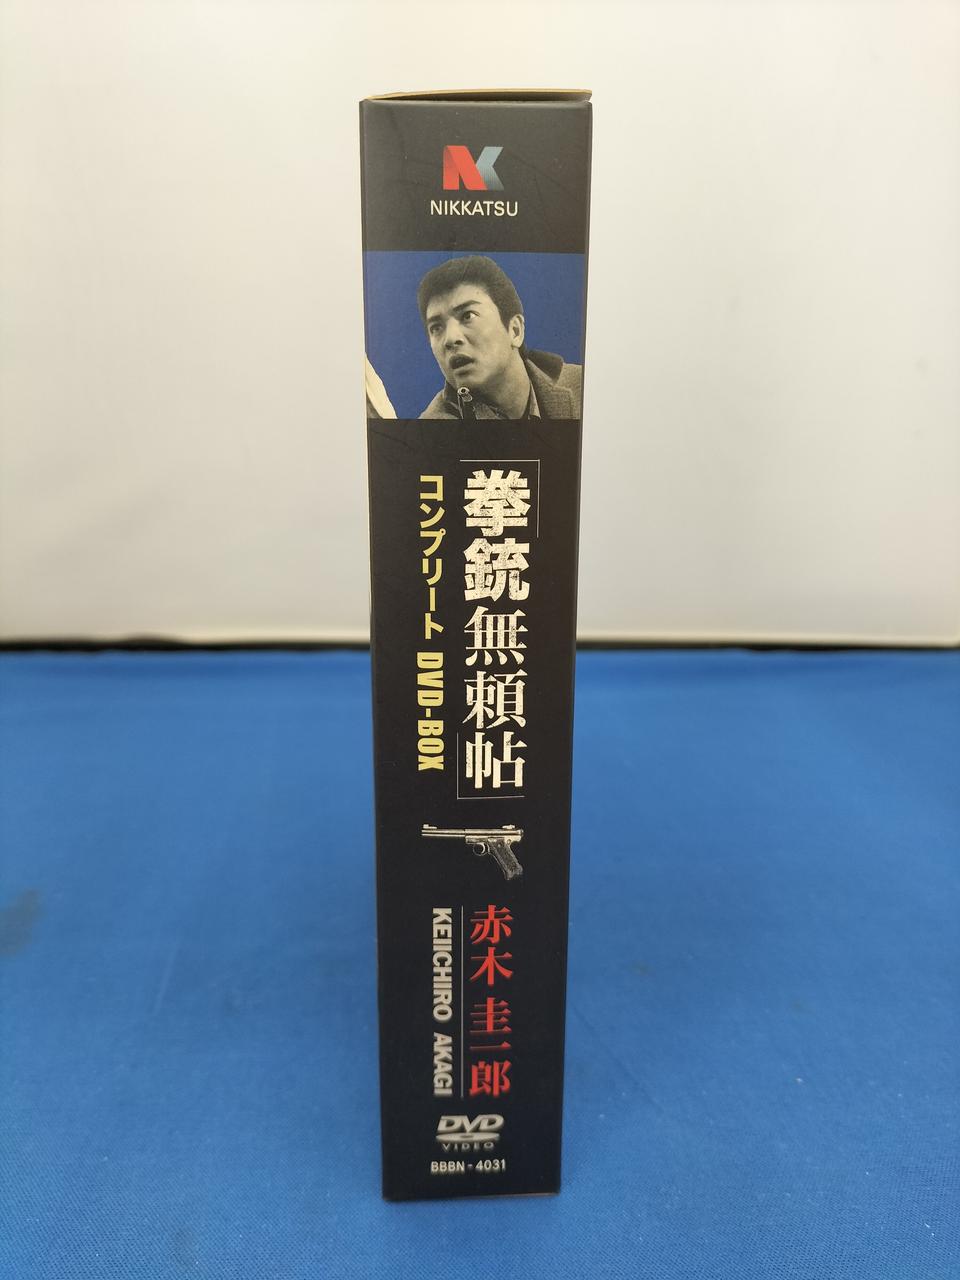 NIKKATSU
「拳銃無頼帖」
コンプリート DVD-BOX
赤木 圭一郎
KEIICHIRO AKAGI
DVD
VIDEO
BBBN-4031